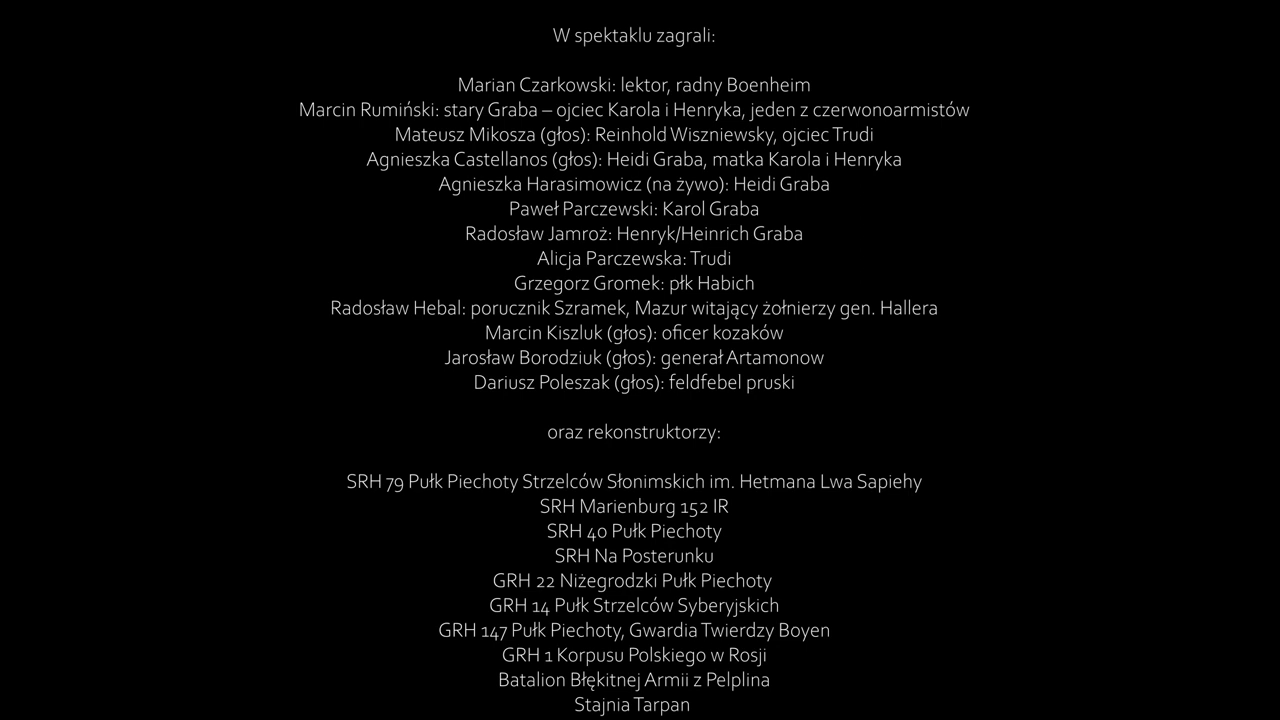 W spektaklu zagrali:
Marian Czarkowski: lektor, radny Boenheim
Marcin Rumiński: stary Graba – ojciec Karola i Henryka, jeden z czerwonoarmistów
Mateusz Mikosza (głos): Reinhold Wiszniewsky, ojciec Trudi
Agnieszka Castellanos (głos): Heidi Graba, matka Karola i Henryka
Agnieszka Harasimowicz (na żywo): Heidi Graba
Paweł Parczewski: Karol Graba
Radosław Jamroż: Henryk/Heinrich Graba
Alicja Parczewska: Trudi
Grzegorz Gromek: płk Habich
Radosław Hebal: porucznik Szramek, Mazur witający żołnierzy gen. Hallera
Marcin Kiszluk (głos): oficer kozaków
Jarosław Borodziuk (głos): generał Artamonow
Dariusz Poleszak (głos): feldfebel pruski
oraz rekonstruktorzy:
SRH 79 Pułk Piechoty Strzelców Słonimskich im. Hetmana Lwa Sapiehy
SRH Marienburg 152 IR
SRH 40 Pułk Piechoty
SRH Na Posterunku
GRH 22 Niżegrodzki Pułk Piechoty
GRH 14 Pułk Strzelców Syberyjskich
GRH 147 Pułk Piechoty, Gwardia Twierdzy Boyen
GRH 1 Korpusu Polskiego w Rosji
Batalion Błękitnej Armii z Pelplina
Stajnia Tarpan